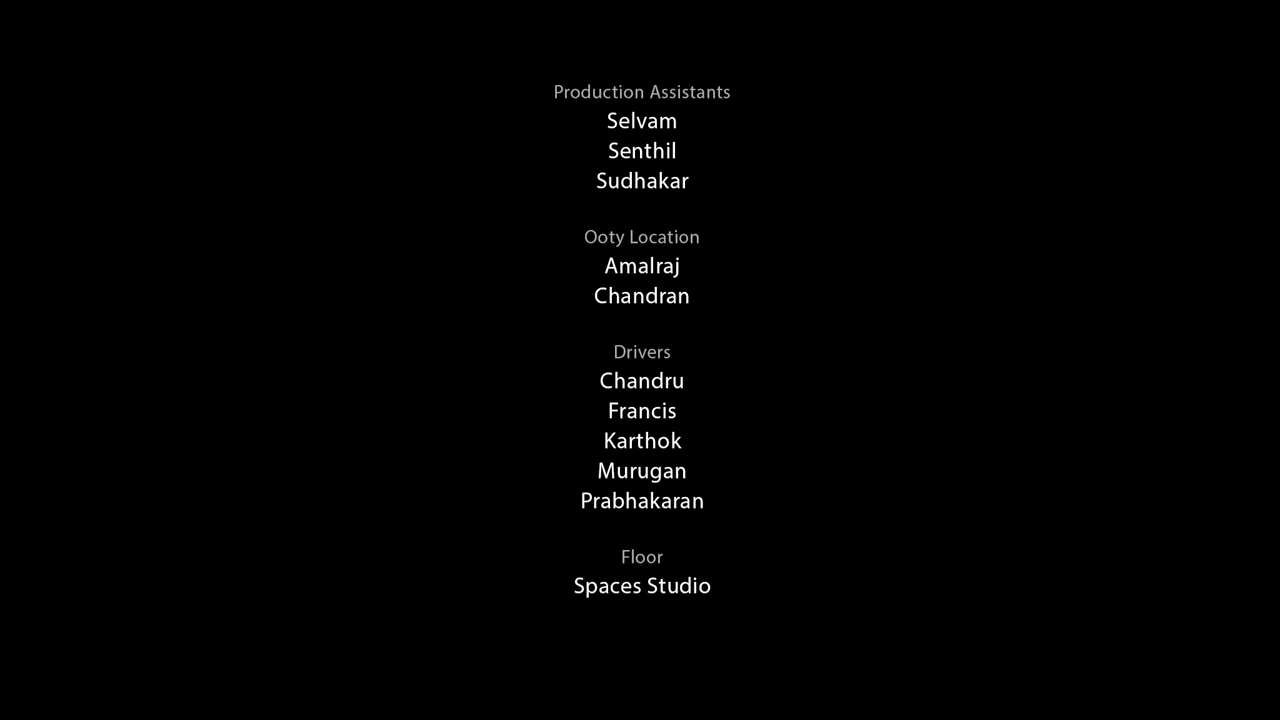 Production Assistants
Selvam
Senthil
Sudhakar
Ooty Location
Amalraj
Chandran
Drivers
Chandru
Francis
Karthok
Murugan
Prabhakaran
Floor
Spaces Studio